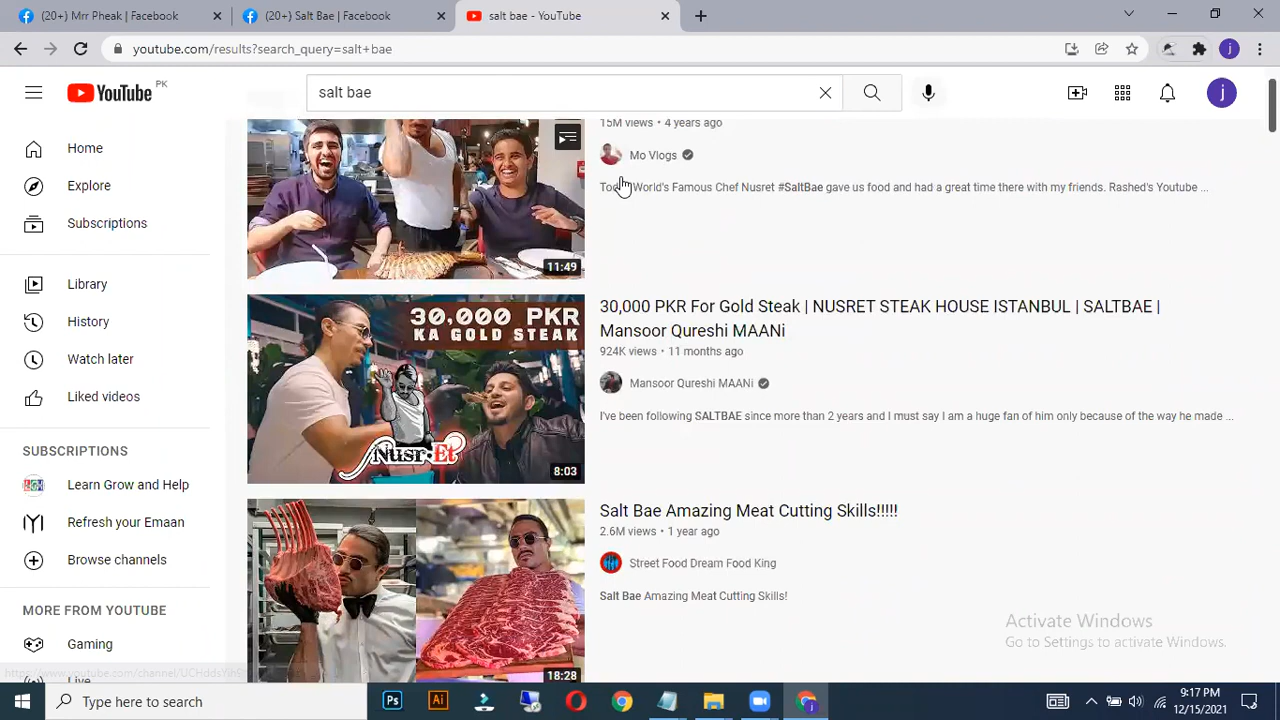 (20+) Mrr Pheak | Facebook
(20+) Salt Bae | Facebook
salt bae - YouTube
youtube.com/results?search_query=salt+bae
j
YouTube PK
salt bae
j
Home
Explore
Subscriptions
Library
History
Watch later
Liked videos
SUBSCRIPTIONS
Learn Grow and Help
Refresh your Emaan
Browse channels
MORE FROM YOUTUBE
Gaming
15M views • 4 years ago
Mo Vlogs
World's Famous Chef Nusret #SaltBae gave us food and had a great time there with my friends. Rashed's Youtube ...
11:49
30,000 PKR
KA GOLD STEAK
Nusr-Et
8:03
30,000 PKR For Gold Steak | NUSRET STEAK HOUSE ISTANBUL | SALTBAE |
Mansoor Qureshi MAANi
924K views • 11 months ago
Mansoor Qureshi MAANi
I've been following SALTBAE since more than 2 years and I must say I am a huge fan of him only because of the way he made ...
Salt Bae Amazing Meat Cutting Skills!!!!!
2.6M views • 1 year ago
Street Food Dream Food King
Salt Bae Amazing Meat Cutting Skills!
18:28
Activate Windows
Go to Settings to activate Windows.
Type here to search
Ps
Ai
9:17 PM
12/15/2021